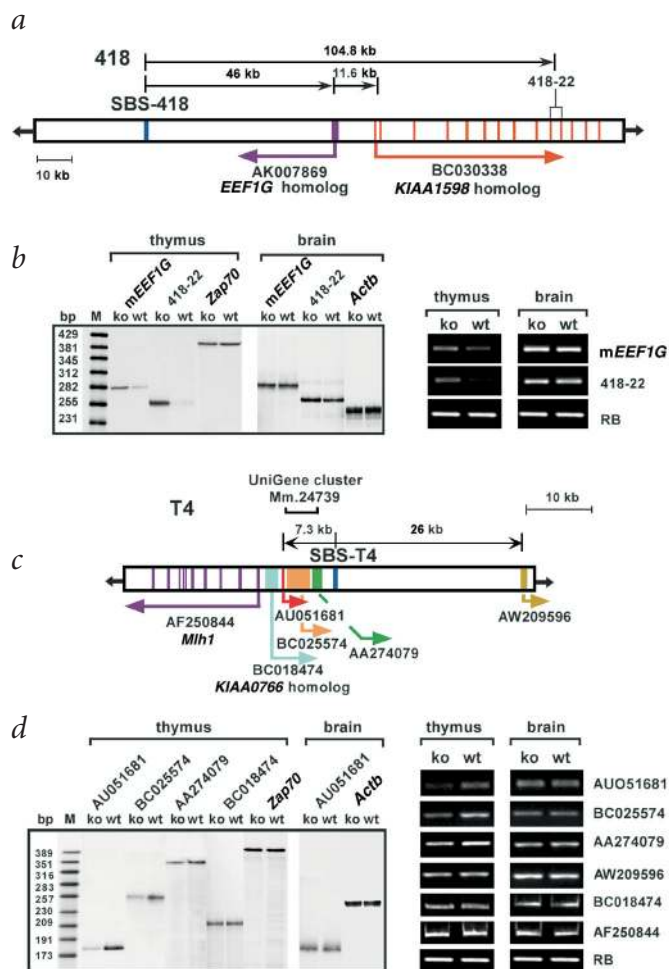 a
418
104.8 kb
46 kb
11.6 kb
418-22
SBS-418
10 kb
AK007869
EEF1G homolog
BC030338
KIAA1598 homolog
b
thymus
brain
mEEF1G
418-22
Zap70
mEEF1G
418-22
Actb
bp
M
ko wt
ko wt
ko wt
ko wt
ko wt
ko wt
429
381
345
312
282
255
231
thymus
brain
ko
wt
ko
wt
mEEF1G
418-22
RB
UniGene cluster
Mm.24739
10 kb
T4
7.3 kb
26 kb
c
SBS-T4
AF250844
Mlh1
AU051681
BC025574
AA274079
AW209596
BC018474
KIAA0766 homolog
d
thymus
brain
AU051681
BC025574
AA274079
BC018474
Zap70
AU051681
Actb
bp
M
ko wt
ko wt
ko wt
ko wt
ko wt
ko wt
ko wt
389
351
316
283
257
230
209
191
173
thymus
brain
ko
wt
ko
wt
AUO51681
BC025574
AA274079
AW209596
BC018474
AF250844
RB